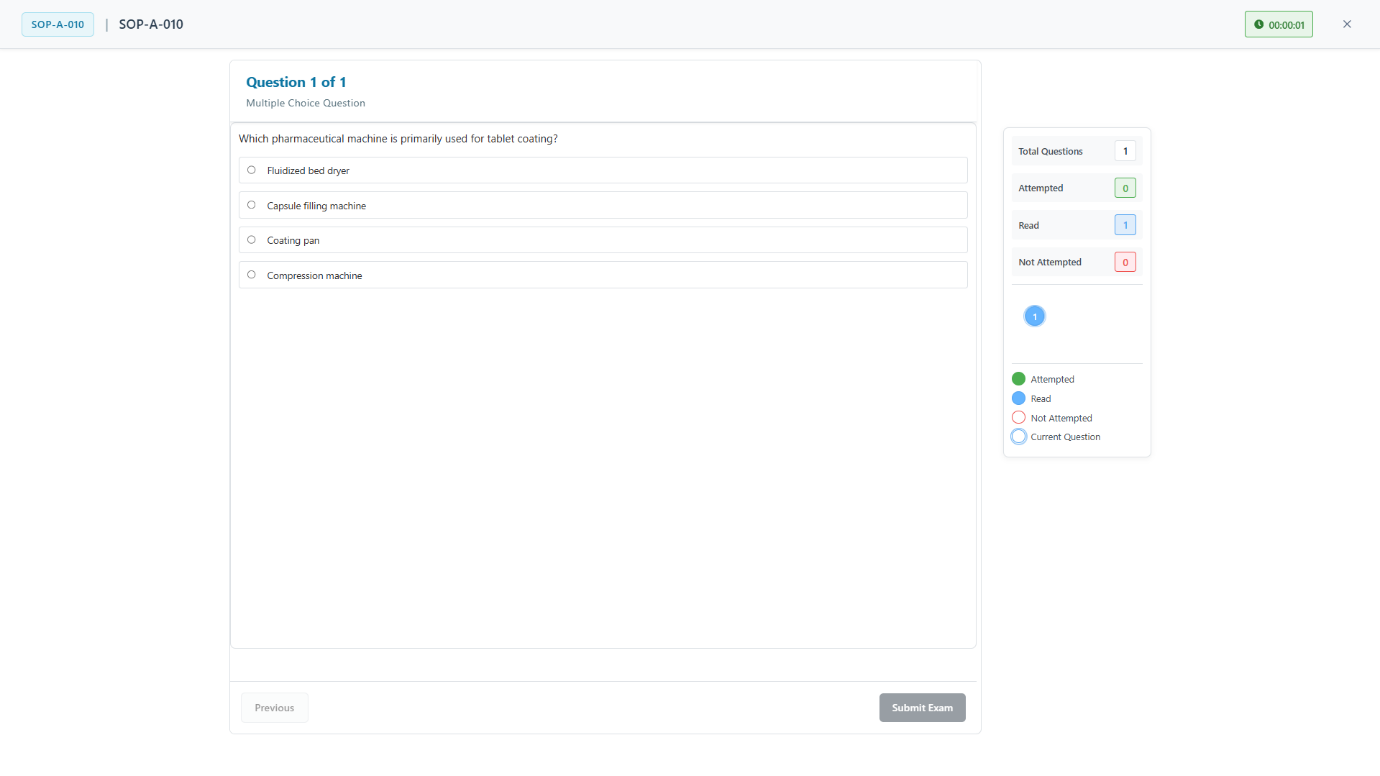 SOP-A-010 | SOP-A-010
00:00:01
Question 1 of 1
Multiple Choice Question
Which pharmaceutical machine is primarily used for tablet coating?
Fluidized bed dryer
Capsule filling machine
Coating pan
Compression machine
Previous
Submit Exam
Total Questions 1
Attempted 0
Read 1
Not Attempted 0
1
Attempted
Read
Not Attempted
Current Question